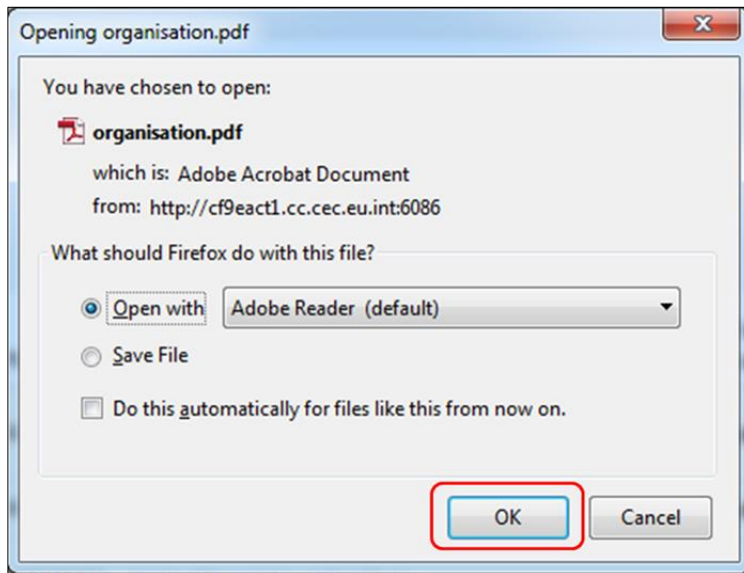 Opening organisation.pdf
You have chosen to open:
organisation.pdf
which is: Adobe Acrobat Document
from: http://cf9eact1.cc.cec.eu.int:6086
What should Firefox do with this file?
Open with Adobe Reader (default)
Save File
Do this automatically for files like this from now on.
OK Cancel